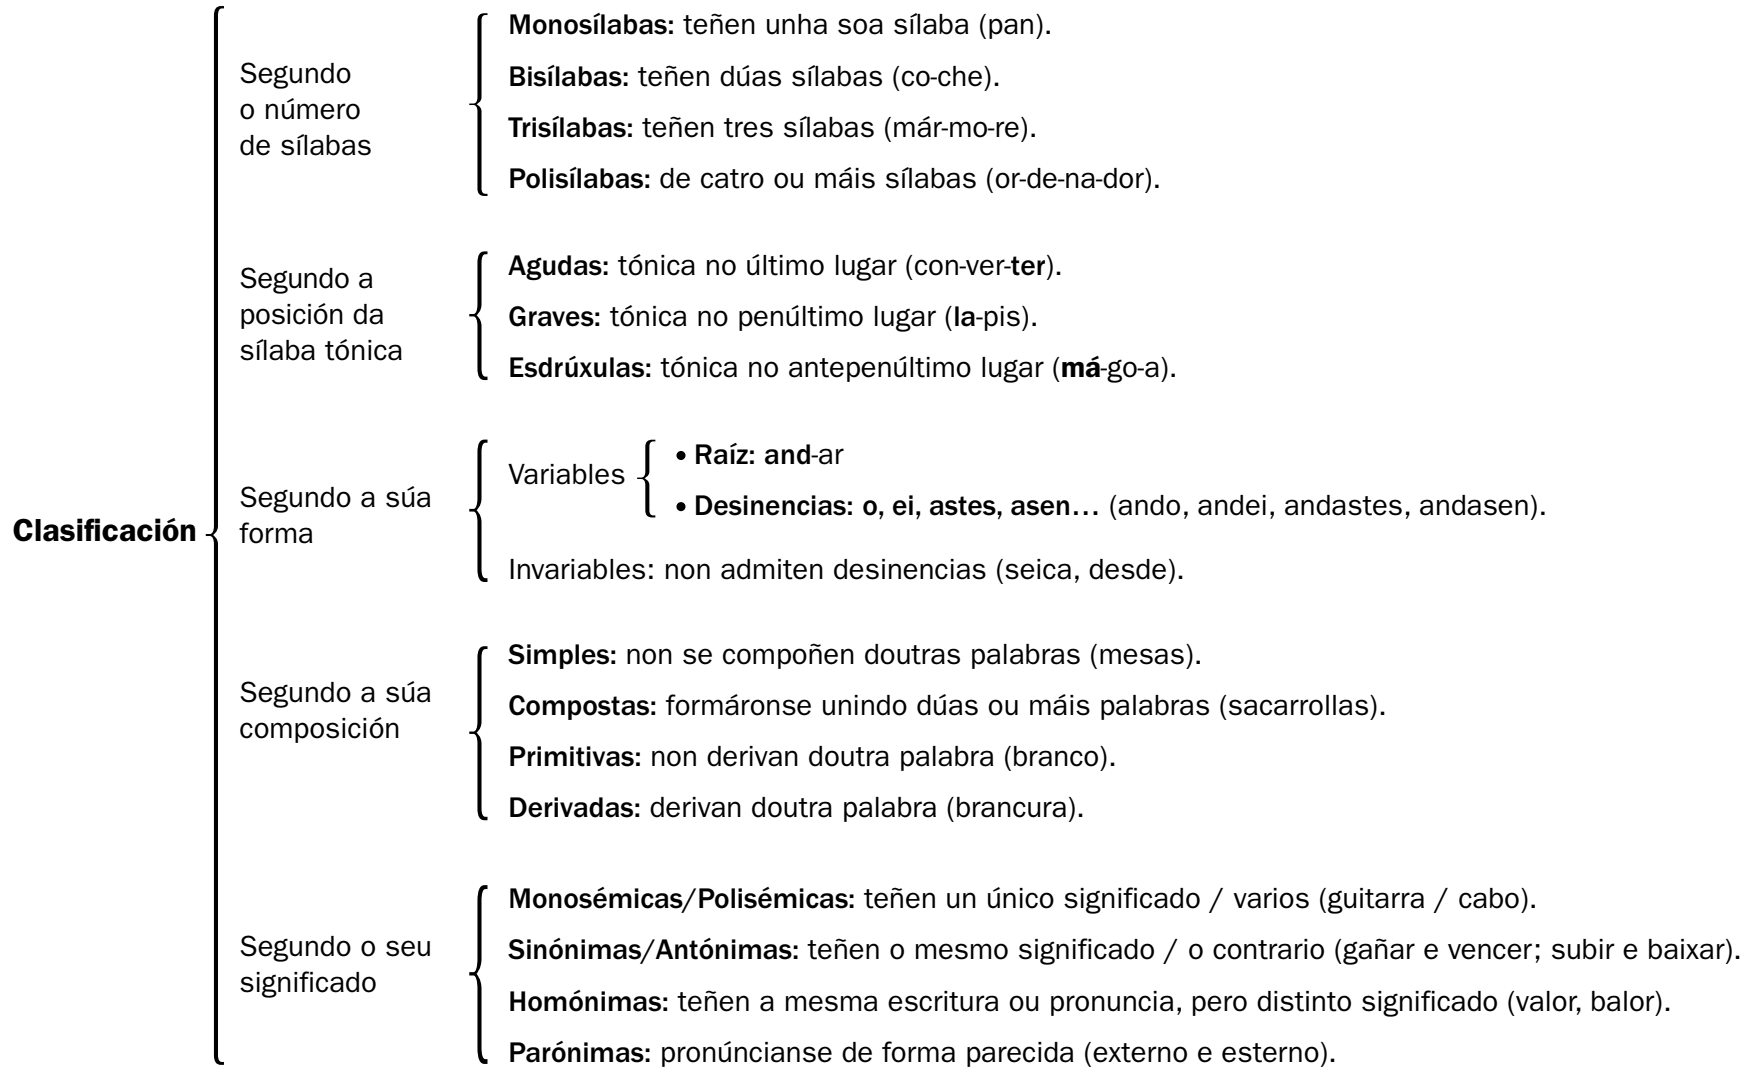 Clasificación
Segundo
o número
de sílabas
Monosílabas: teñen unha soa sílaba (pan).
Bisílabas: teñen dúas sílabas (co-che).
Trisílabas: teñen tres sílabas (már-mo-re).
Polisílabas: de catro ou máis sílabas (or-de-na-dor).
Segundo a
posición da
sílaba tónica
Agudas: tónica no último lugar (con-ver-ter).
Graves: tónica no penúltimo lugar (la-pis).
Esdrúxulas: tónica no antepenúltimo lugar (má-go-a).
Segundo a súa
forma
Variables
• Raíz: and-ar
• Desinencias: o, ei, astes, asen… (ando, andei, andastes, andasen).
Invariables: non admiten desinencias (seica, desde).
Segundo a súa
composición
Simples: non se compoñen doutras palabras (mesas).
Compostas: formáronse unindo dúas ou máis palabras (sacarrollas).
Primitivas: non derivan doutra palabra (branco).
Derivadas: derivan doutra palabra (brancura).
Segundo o seu
significado
Monosémicas/Polisémicas: teñen un único significado / varios (guitarra / cabo).
Sinónimas/Antónimas: teñen o mesmo significado / o contrario (gañar e vencer; subir e baixar).
Homónimas: teñen a mesma escritura ou pronuncia, pero distinto significado (valor, balor).
Parónimas: pronúncianse de forma parecida (externo e esterno).